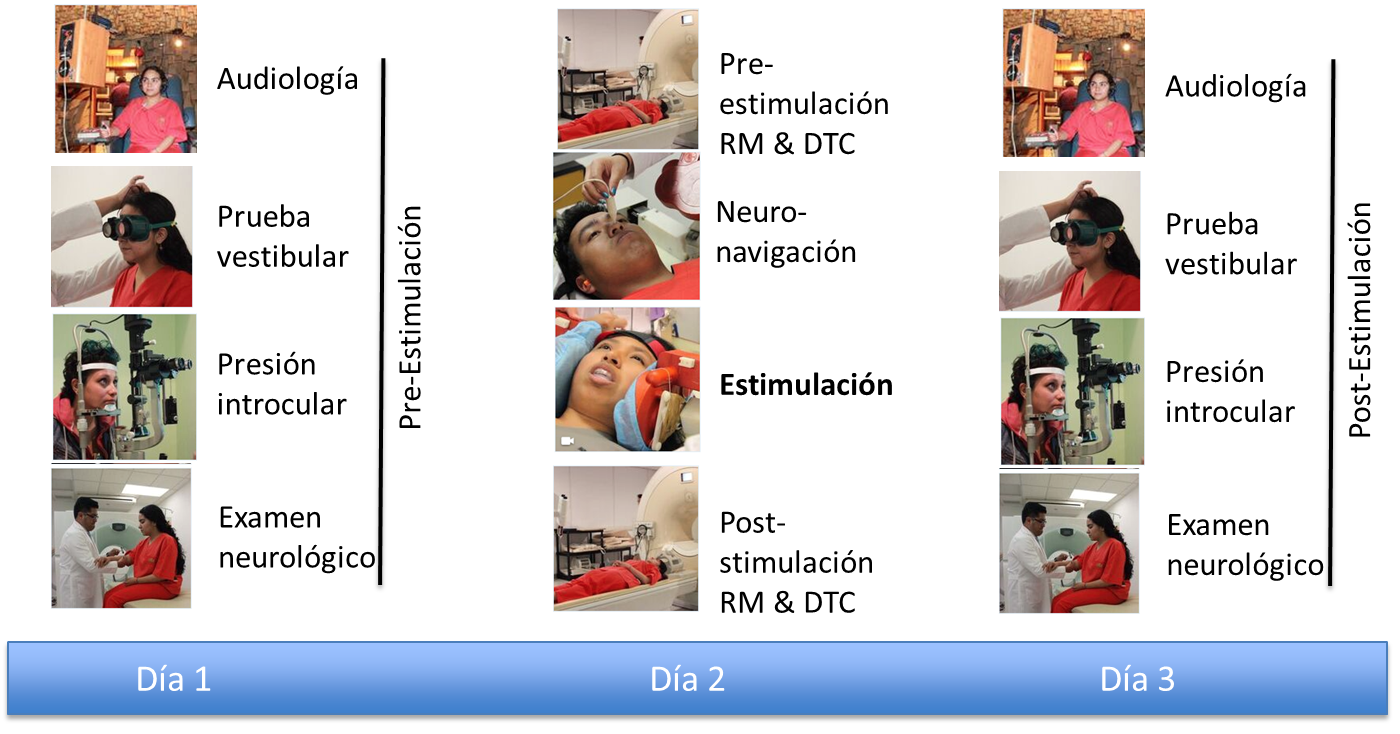 Audiología
Prueba
vestibular
Presión
introcular
Examen
neurológico
Pre-Estimulación
Pre-
estimulación
RM & DTC
Neuro-
navegación
Estimulación
Post-
stimulación
RM & DTC
Audiología
Prueba
vestibular
Presión
introcular
Examen
neurológico
Post-Estimulación
Día 1
Día 2
Día 3